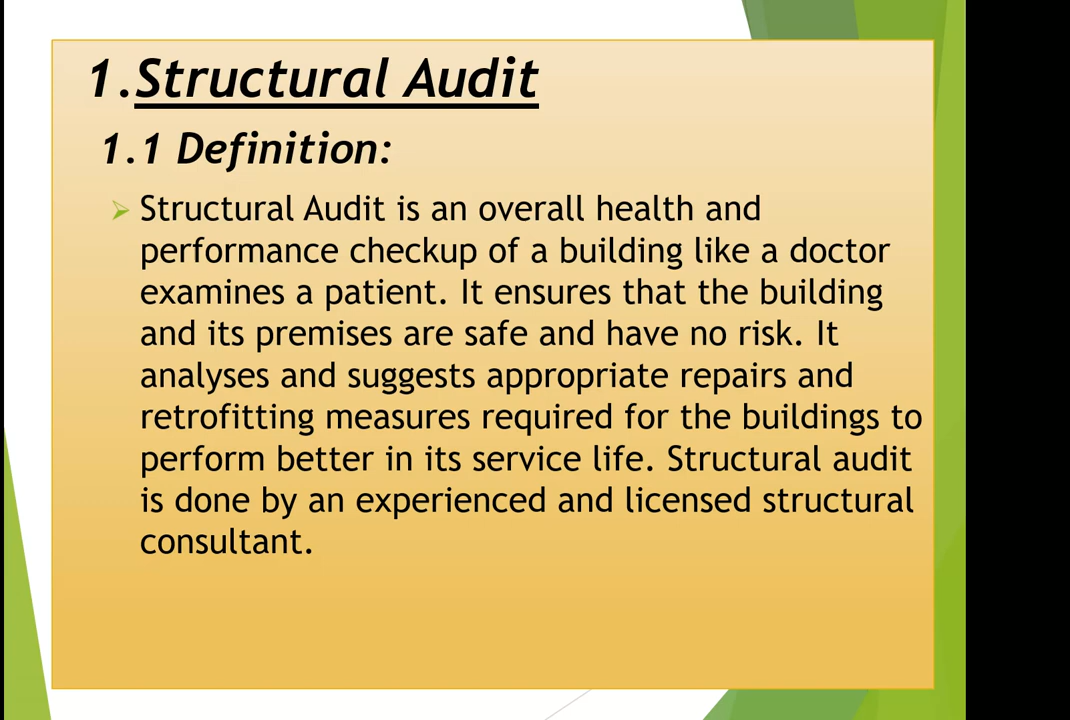 1.Structural Audit
1.1 Definition:
Structural Audit is an overall health and
performance checkup of a building like a doctor
examines a patient. It ensures that the building
and its premises are safe and have no risk. It
analyses and suggests appropriate repairs and
retrofitting measures required for the buildings to
perform better in its service life. Structural audit
is done by an experienced and licensed structural
consultant.